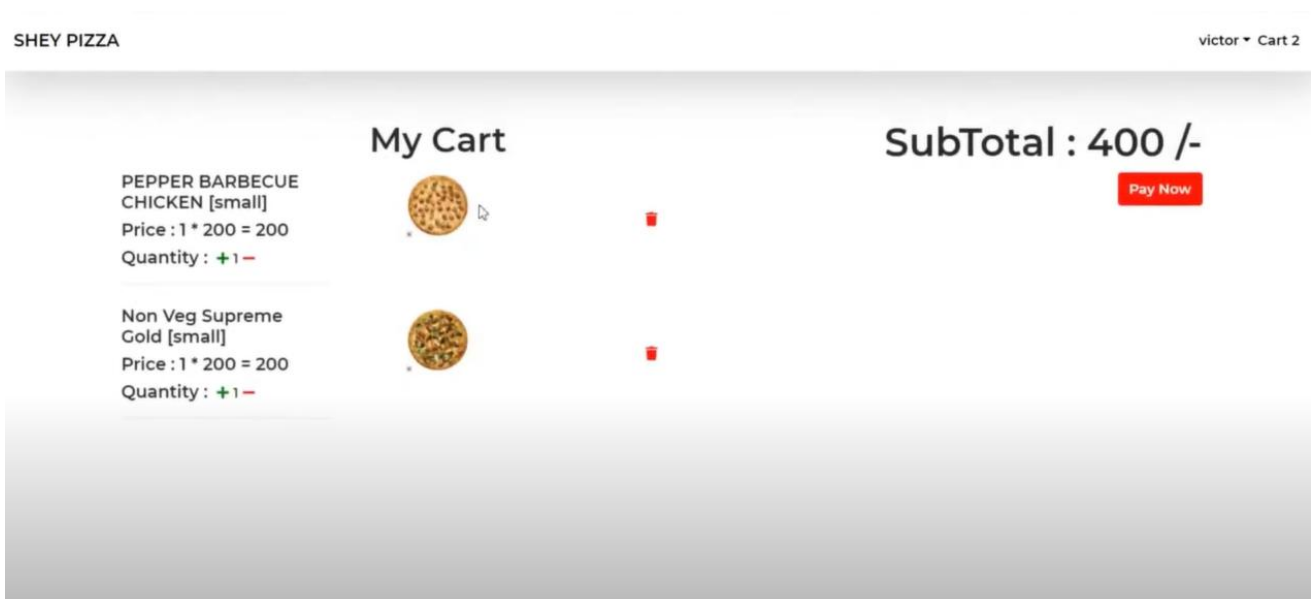 SHEY PIZZA
victor Cart 2
My Cart
SubTotal : 400 /-
Pay Now
PEPPER BARBECUE
CHICKEN [small]
Price : 1 * 200 = 200
Quantity : + 1 −
Non Veg Supreme
Gold [small]
Price : 1 * 200 = 200
Quantity : + 1 −